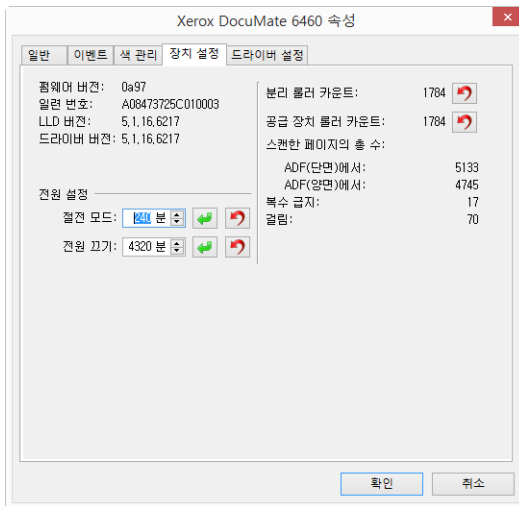 Xerox DocuMate 6460 속성
일반 이벤트 색 관리 장치 설정 드라이버 설정
펌웨어 버전: 0a97
일련 번호: A08473725C010003
LLD 버전: 5.1.16.6217
드라이버 버전: 5.1.16.6217
전원 설정
절전 모드: 240 분
전원 끄기: 4320 분
분리 롤러 카운트: 1784
공급 장치 롤러 카운트: 1784
스캔한 페이지의 총 수:
ADF(단면)에서: 5133
ADF(양면)에서: 4745
복수 급지: 17
걸림: 70
확인 취소